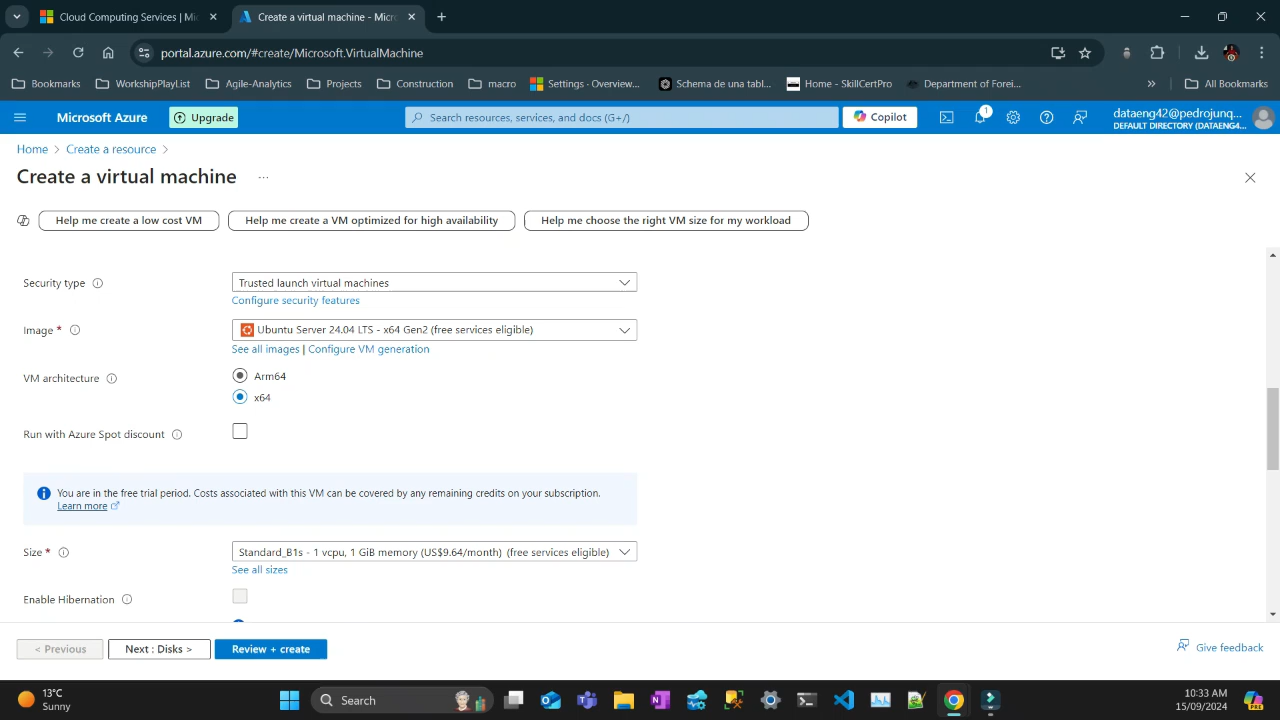 Cloud Computing Services | Mic
Create a virtual machine - Micro
portal.azure.com/#create/Microsoft.VirtualMachine
Bookmarks
WorkshipPlayList
Agile-Analytics
Projects
Construction
macro
Settings - Overview...
Schema de una tabl...
Home - SkillCertPro
Department of Forei...
All Bookmarks
Microsoft Azure
Upgrade
Search resources, services, and docs (G+/)
Copilot
1
dataeng42@pedrojunq...
DEFAULT DIRECTORY (DATAENG4...
Home > Create a resource >
Create a virtual machine ...
Help me create a low cost VM
Help me create a VM optimized for high availability
Help me choose the right VM size for my workload
Security type
Trusted launch virtual machines
Configure security features
Image *
Ubuntu Server 24.04 LTS - x64 Gen2 (free services eligible)
See all images | Configure VM generation
VM architecture
Arm64
x64
Run with Azure Spot discount
You are in the free trial period. Costs associated with this VM can be covered by any remaining credits on your subscription.
Learn more
Size *
Standard_B1s - 1 vcpu, 1 GiB memory (US$9.64/month) (free services eligible)
See all sizes
Enable Hibernation
< Previous
Next : Disks >
Review + create
Give feedback
13°C
Sunny
Search
10:33 AM
15/09/2024